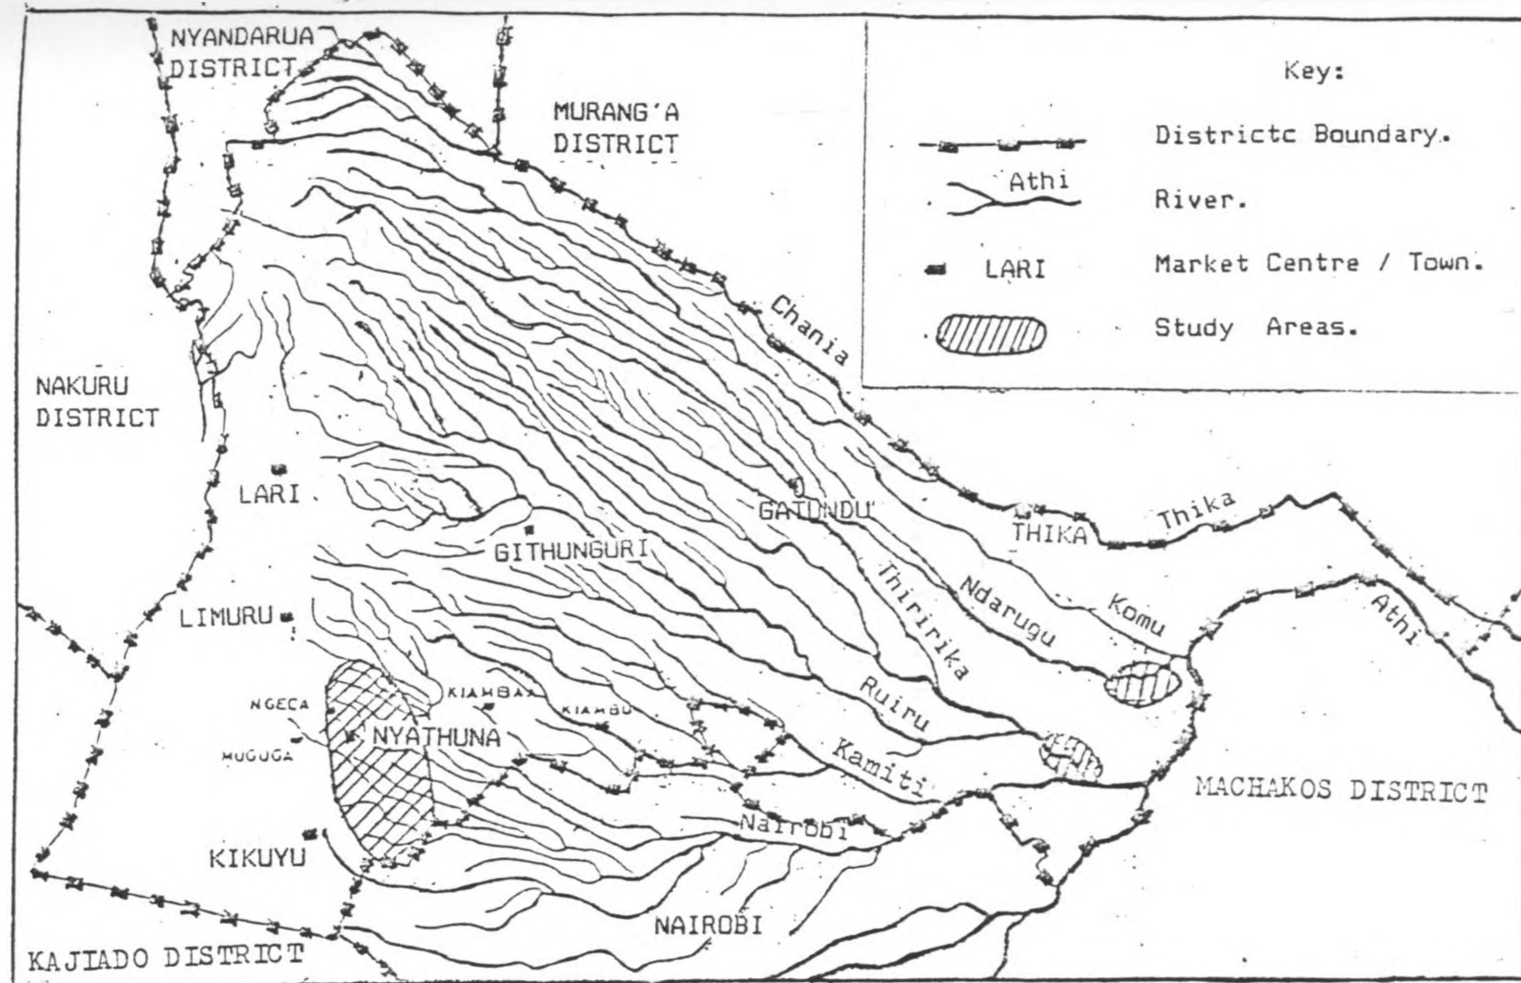 NYANDARUA
DISTRICT
MURANG'A
DISTRICT
Key:
Districtc Boundary.
Athi
River.
LARI
Market Centre / Town.
Study Areas.
Chania
NAKURU
DISTRICT
LARI
GATUNDU
THIKA
Thika
GITHUNGURI
Thiririka
Ndarugu
Komu
Athi
LIMURU
NGECA
KIAMBAA
KIAMBU
Ruiru
NYATHUNA
MUGUGA
Kamiti
MACHAKOS DISTRICT
Nairobi
KIKUYU
NAIROBI
KAJIADO DISTRICT